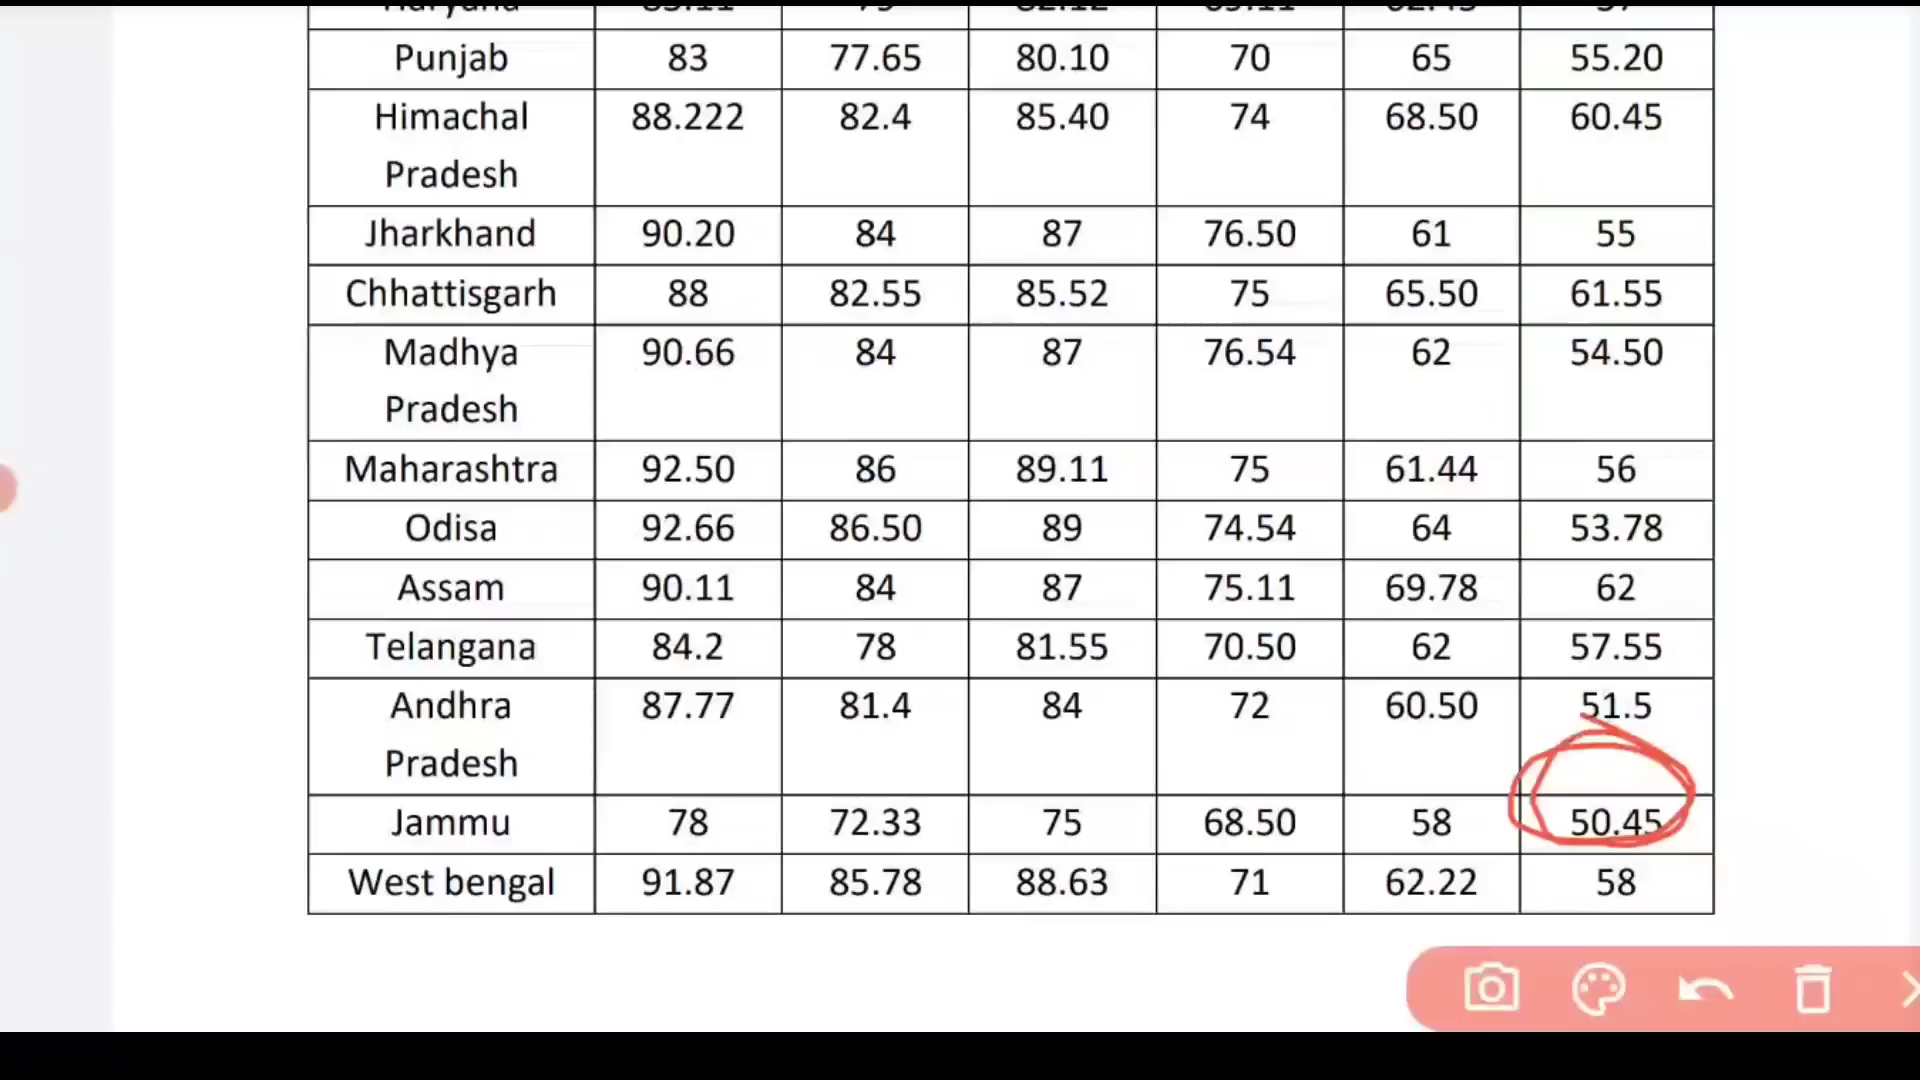 Punjab 83 77.65 80.10 70 65 55.20
Himachal 88.222 82.4 85.40 74 68.50 60.45
Pradesh
Jharkhand 90.20 84 87 76.50 61 55
Chhattisgarh 88 82.55 85.52 75 65.50 61.55
Madhya 90.66 84 87 76.54 62 54.50
Pradesh
Maharashtra 92.50 86 89.11 75 61.44 56
Odisa 92.66 86.50 89 74.54 64 53.78
Assam 90.11 84 87 75.11 69.78 62
Telangana 84.2 78 81.55 70.50 62 57.55
Andhra 87.77 81.4 84 72 60.50 51.5
Pradesh
Jammu 78 72.33 75 68.50 58 50.45
West bengal 91.87 85.78 88.63 71 62.22 58